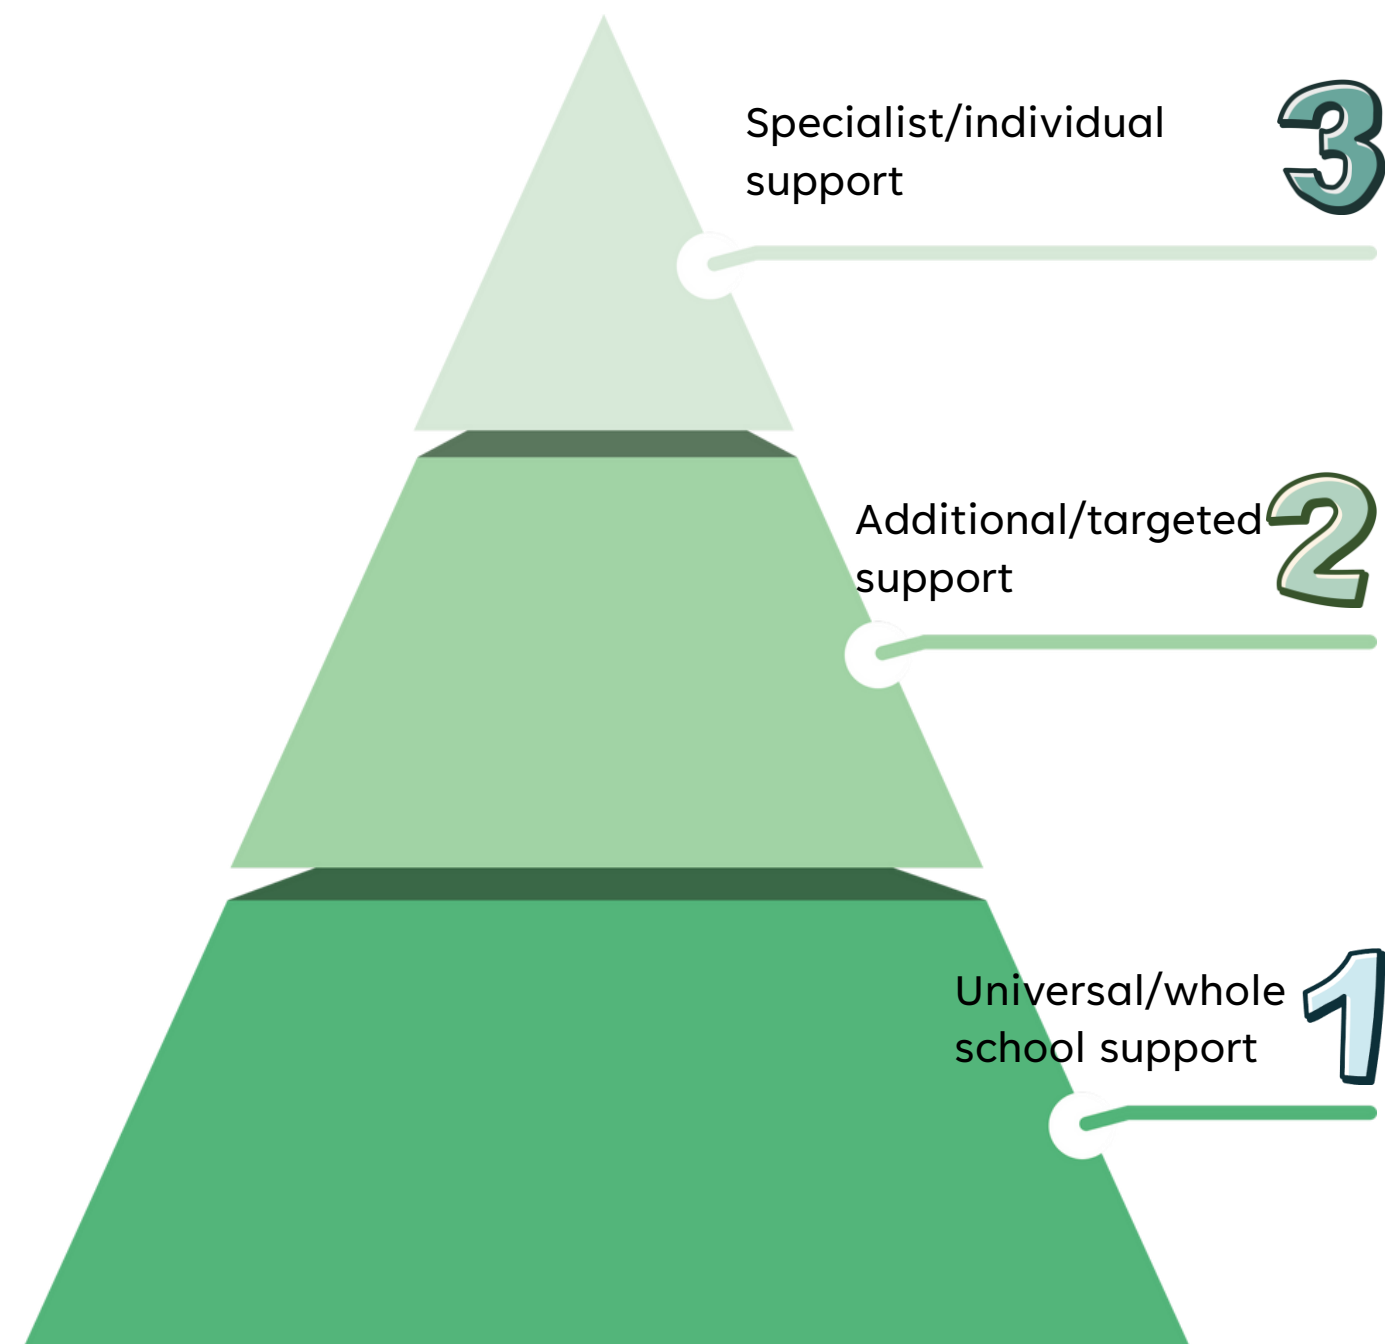 Specialist/individual
support
3
Additional/targeted
support
2
Universal/whole
school support
1